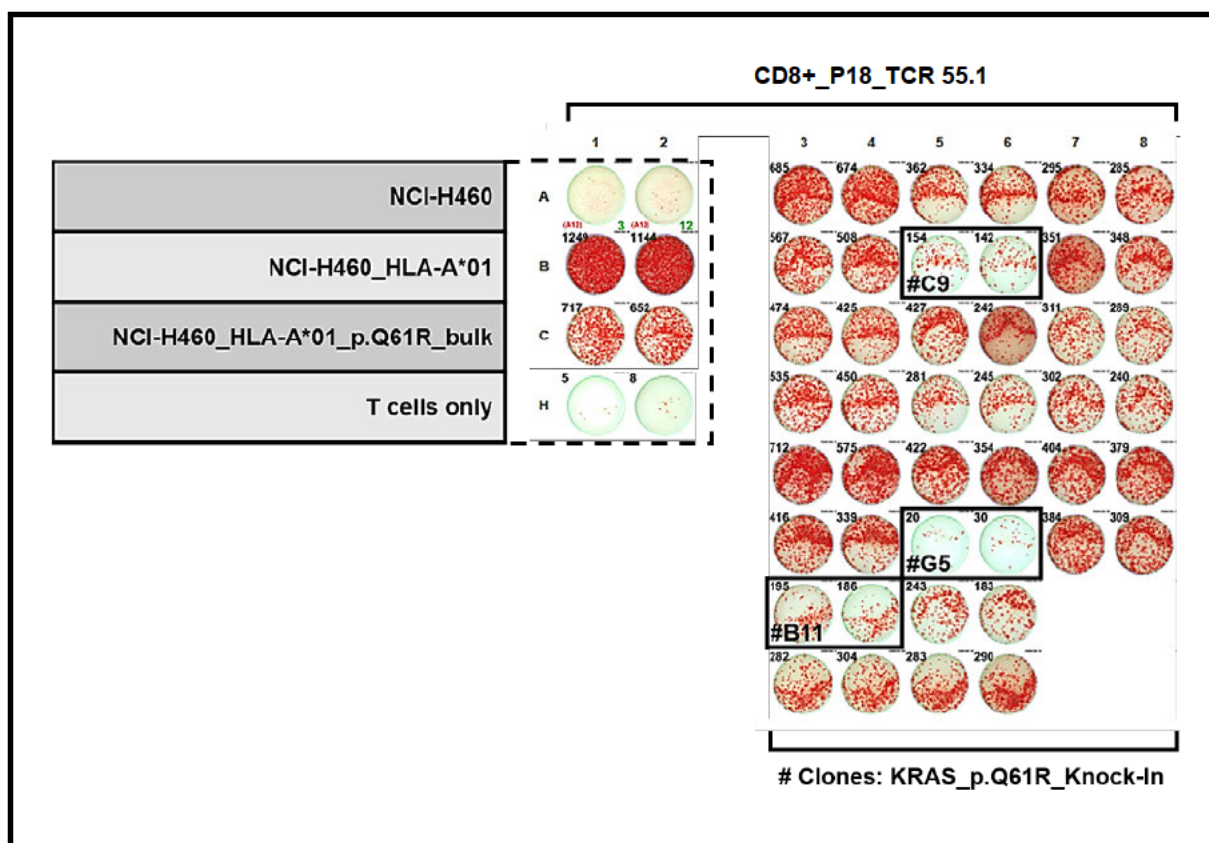 CD8+_P18_TCR 55.1
1 2 3 4 5 6 7 8
NCI-H460
A
(A12) 3 (A12) 12
685 674 362 334 295 285
NCI-H460_HLA-A*01
B
1249 1144
567 508 154 142 351 348
#C9
NCI-H460_HLA-A*01_p.Q61R_bulk
C
717 652
474 425 427 242 311 289
T cells only
H
5 8
535 450 281 245 302 240
712 575 422 354 404 379
416 339 20 30 384 309
#G5
195 186 243 183
#B11
282 304 283 290
# Clones: KRAS_p.Q61R_Knock-In